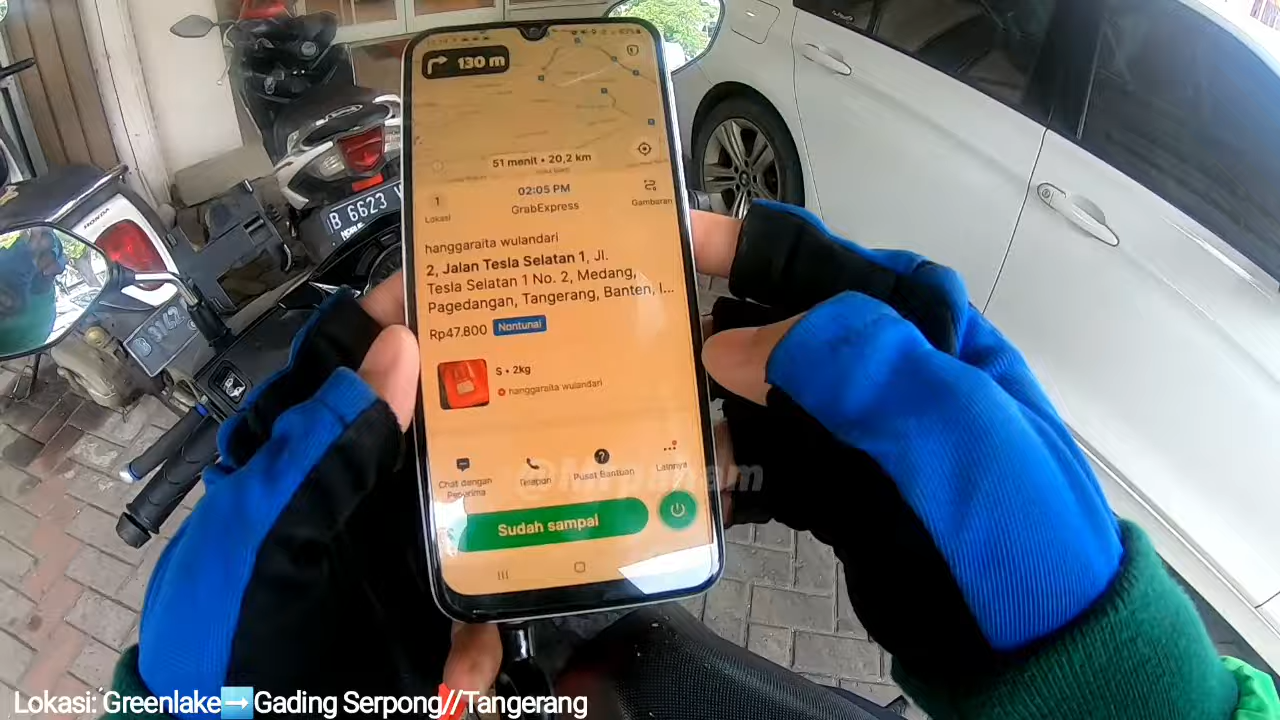 130 m
51 menit • 20,2 km
02:05 PM
1
Lokasi
GrabExpress
Gambaran
hanggaraita wulandari
2, Jalan Tesla Selatan 1, Jl.
Tesla Selatan 1 No. 2, Medang,
Pagedangan, Tangerang, Banten, I...
Rp47.800 Nontunai
S • 2kg
hanggaraita wulandari
Chat dengan
Penerima
Telepon
Pusat Bantuan
Lainnya
Sudah sampai
B 6623
Lokasi: Greenlake➡Gading Serpong//Tangerang